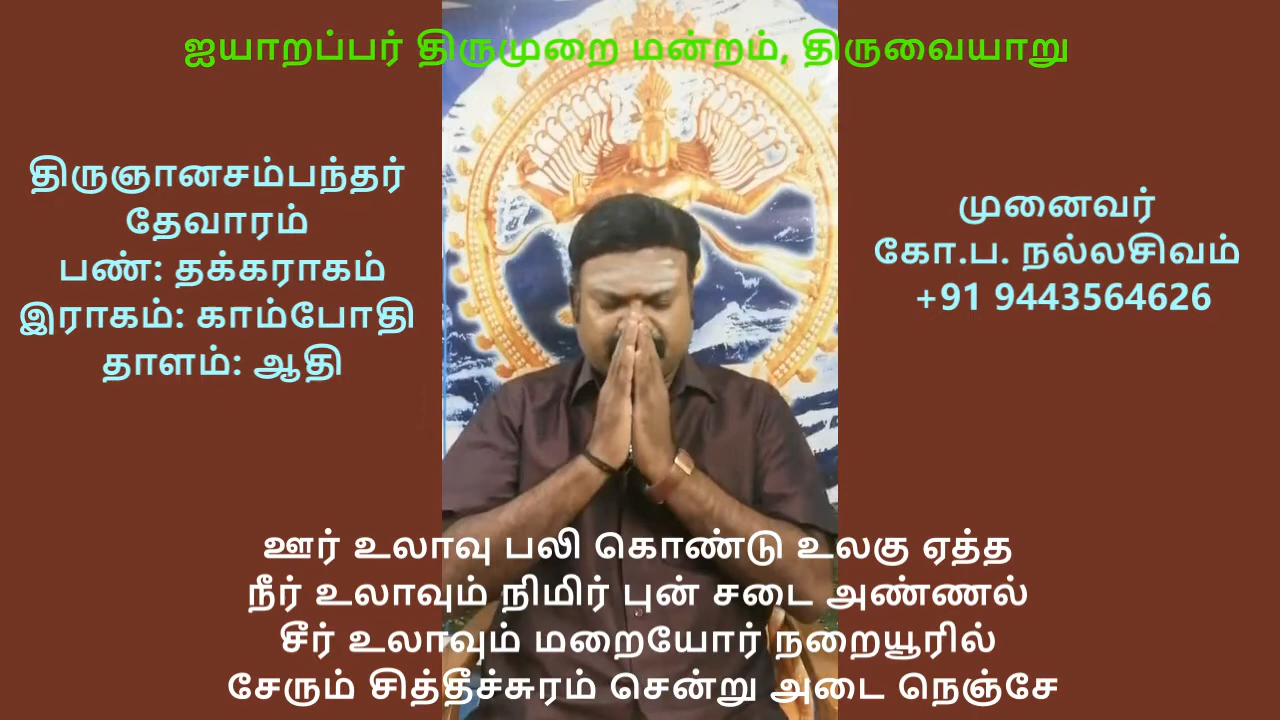 ஐயாறப்பர் திருமுறை மன்றம், திருவையாறு
திருஞானசம்பந்தர்
தேவாரம்
பண்: தக்கராகம்
இராகம்: காம்போதி
தாளம்: ஆதி
முனைவர்
கோ.ப. நல்லசிவம்
+91 9443564626
ஊர் உலாவு பலி கொண்டு உலகு ஏத்த
நீர் உலாவும் நிமிர் புன் சடை அண்ணல்
சீர் உலாவும் மறையோர் நறையூரில்
சேரும் சித்தீச்சுரம் சென்று அடை நெஞ்சே